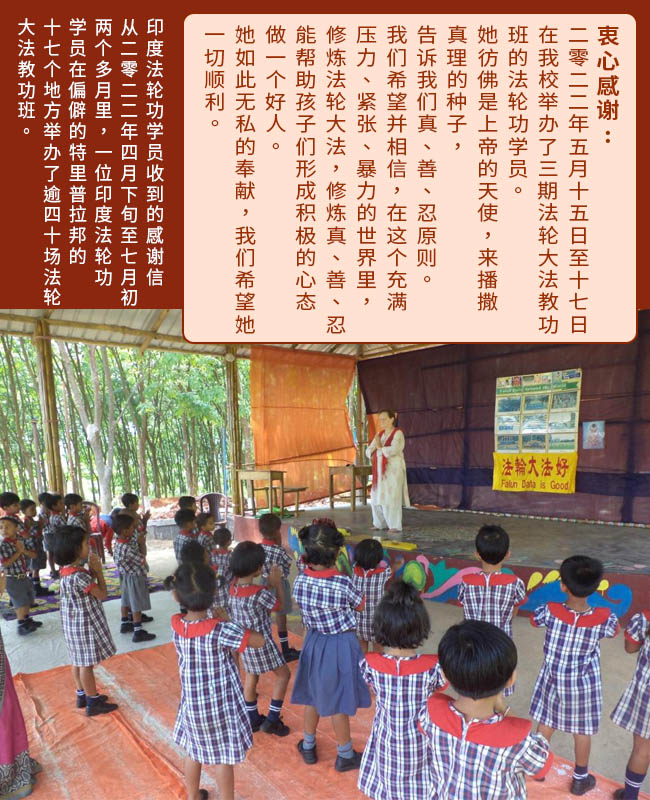 衷心感谢：
二零二二年五月十五日至十七日
在我校举办了三期法轮大法教功
班的法轮功学员。
她彷彿是上帝的天使，来播撒
真理的种子，
告诉我们真、善、忍原则。
我们希望并相信，在这个充满
压力、紧张、暴力的世界里，
修炼法轮大法，修炼真、善、忍
能帮助孩子们形成积极的心态
做一个好人。
她如此无私的奉献，我们希望她
一切顺利。
印度法轮功学员收到的感谢信
从二零二二年四月下旬至七月初
两个多月里，一位印度法轮功
学员在偏僻的特里普拉邦的
十七个地方举办了逾四十场法轮
大法教功班。
法輪大法好
Falun Dafa is Good